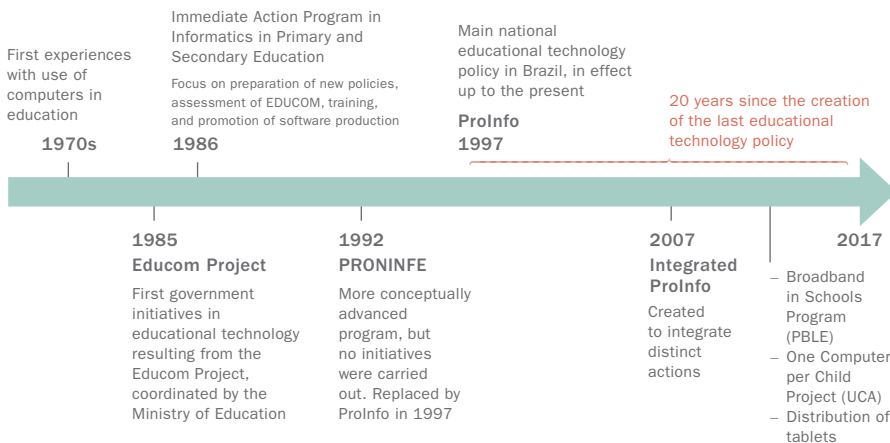 First experiences
with use of
computers in
education
1970s
Immediate Action Program in
Informatics in Primary and
Secondary Education
Focus on preparation of new policies,
assessment of EDUCOM, training,
and promotion of software production
1986
Main national
educational technology
policy in Brazil, in effect
up to the present
ProInfo
1997
20 years since the creation
of the last educational
technology policy
1985
Educom Project
First government
initiatives in
educational technology
resulting from the
Educom Project,
coordinated by the
Ministry of Education
1992
PRONINFE
More conceptually
advanced
program, but
no initiatives
were carried
out. Replaced by
ProInfo in 1997
2007
Integrated
ProInfo
Created
to integrate
distinct
actions
2017
– Broadband
in Schools
Program
(PBLE)
– One Computer
per Child
Project (UCA)
– Distribution of
tablets